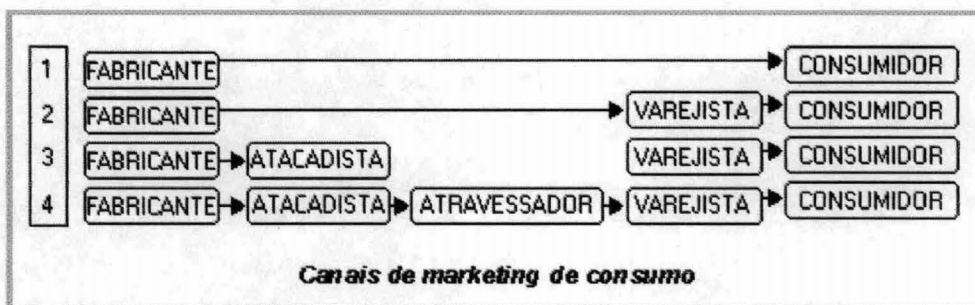 1 FABRICANTE CONSUMIDOR
2 FABRICANTE VAREJISTA CONSUMIDOR
3 FABRICANTE ATACADISTA VAREJISTA CONSUMIDOR
4 FABRICANTE ATACADISTA ATRAVESSADOR VAREJISTA CONSUMIDOR
Canais de marketing de consumo